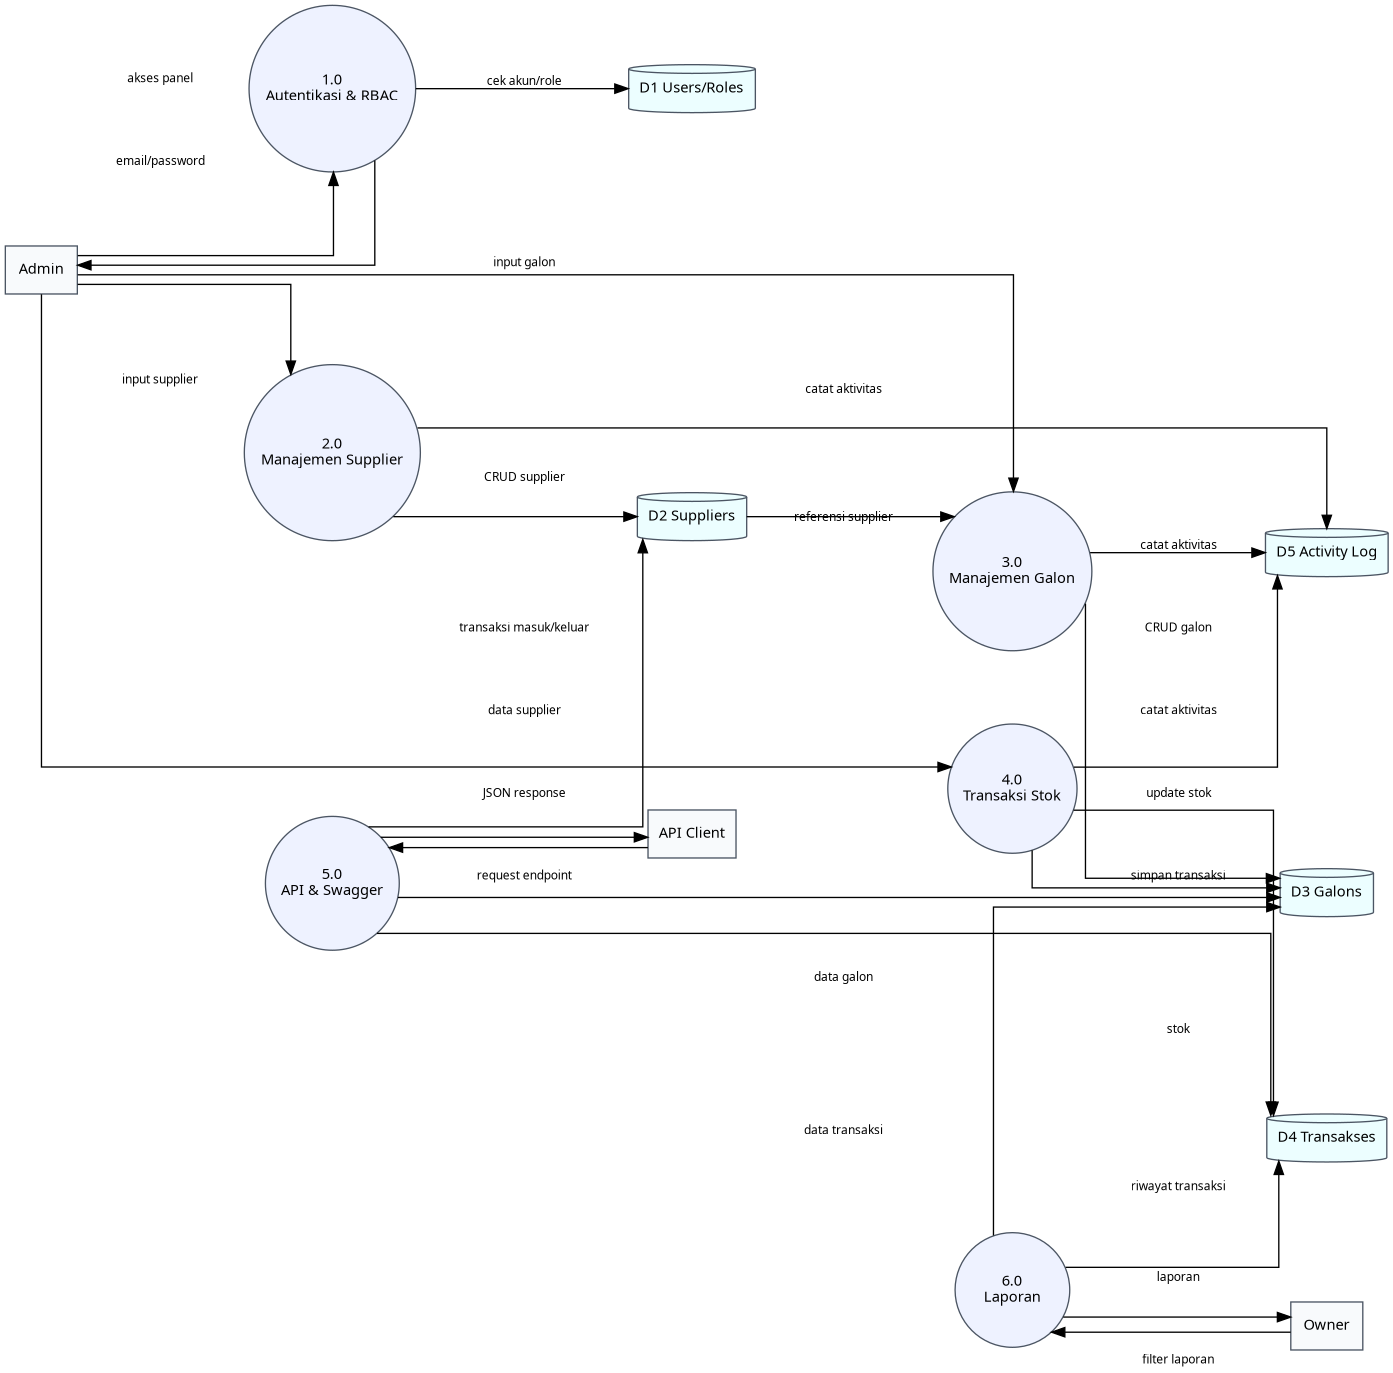 akses panel
1.0
Autentikasi & RBAC
cek akun/role
D1 Users/Roles
email/password
Admin
input galon
input supplier
catat aktivitas
2.0
Manajemen Supplier
CRUD supplier
D2 Suppliers
referensi supplier
3.0
Manajemen Galon
catat aktivitas
D5 Activity Log
transaksi masuk/keluar
CRUD galon
data supplier
catat aktivitas
4.0
Transaksi Stok
JSON response
update stok
API Client
5.0
API & Swagger
request endpoint
simpan transaksi
D3 Galons
data galon
stok
data transaksi
D4 Transakses
riwayat transaksi
6.0
Laporan
laporan
Owner
filter laporan